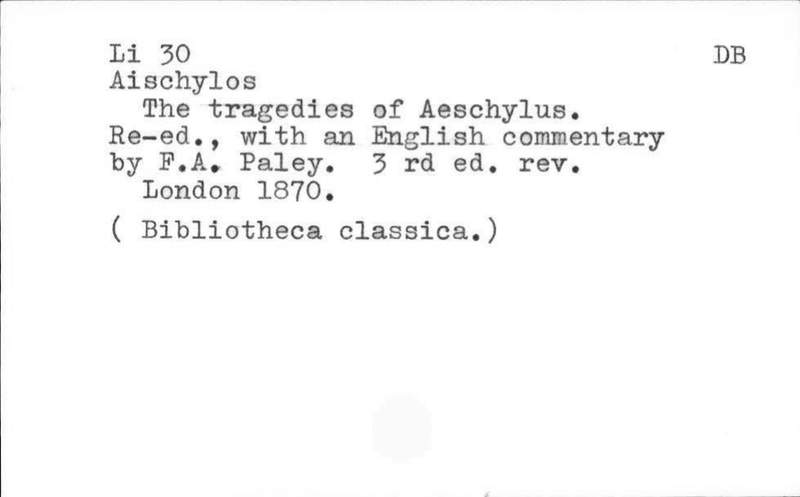 Li 30 DB
Aischylos
The tragedies of Aeschylus.
Re-ed., with an English commentary
by F.A. Paley. 3 rd ed. rev.
London 1870.
( Bibliotheca classica.)